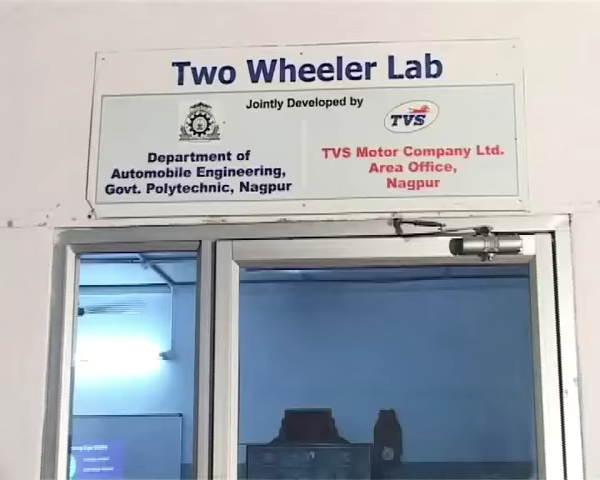 Two Wheeler Lab
Jointly Developed by
TVS
Department of
Automobile Engineering,
Govt. Polytechnic, Nagpur
TVS Motor Company Ltd.
Area Office,
Nagpur